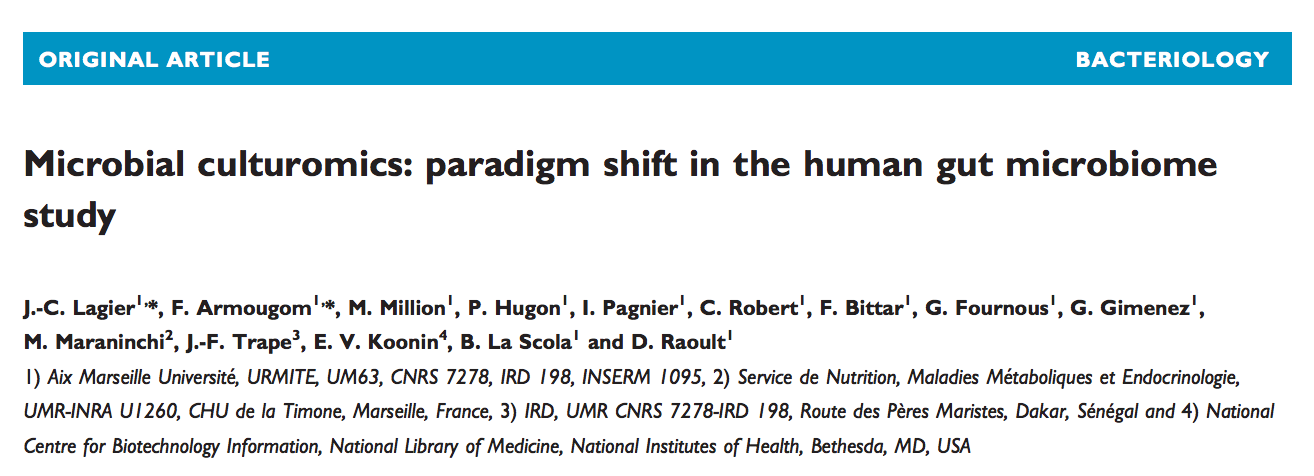 ORIGINAL ARTICLE BACTERIOLOGY
Microbial culturomics: paradigm shift in the human gut microbiome
study
J.-C. Lagier1,*, F. Armougom1,*, M. Million1, P. Hugon1, I. Pagnier1, C. Robert1, F. Bittar1, G. Fournous1, G. Gimenez1,
M. Maraninchi2, J.-F. Trape3, E. V. Koonin4, B. La Scola1 and D. Raoult1
1) Aix Marseille Université, URMITE, UM63, CNRS 7278, IRD 198, INSERM 1095, 2) Service de Nutrition, Maladies Métaboliques et Endocrinologie,
UMR-INRA U1260, CHU de la Timone, Marseille, France, 3) IRD, UMR CNRS 7278-IRD 198, Route des Pères Maristes, Dakar, Sénégal and 4) National
Centre for Biotechnology Information, National Library of Medicine, National Institutes of Health, Bethesda, MD, USA